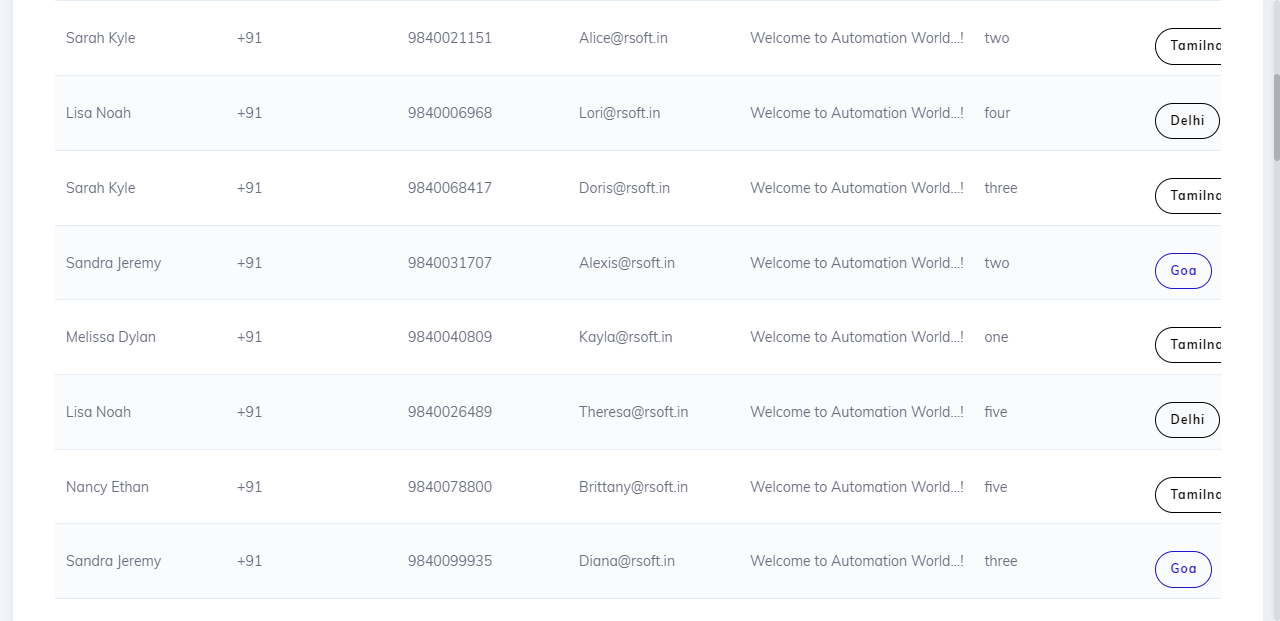 Sarah Kyle +91 9840021151 Alice@rsoft.in Welcome to Automation World...! two Tamilna
Lisa Noah +91 9840006968 Lori@rsoft.in Welcome to Automation World...! four Delhi
Sarah Kyle +91 9840068417 Doris@rsoft.in Welcome to Automation World...! three Tamilna
Sandra Jeremy +91 9840031707 Alexis@rsoft.in Welcome to Automation World...! two Goa
Melissa Dylan +91 9840040809 Kayla@rsoft.in Welcome to Automation World...! one Tamilna
Lisa Noah +91 9840026489 Theresa@rsoft.in Welcome to Automation World...! five Delhi
Nancy Ethan +91 9840078800 Brittany@rsoft.in Welcome to Automation World...! five Tamilna
Sandra Jeremy +91 9840099935 Diana@rsoft.in Welcome to Automation World...! three Goa